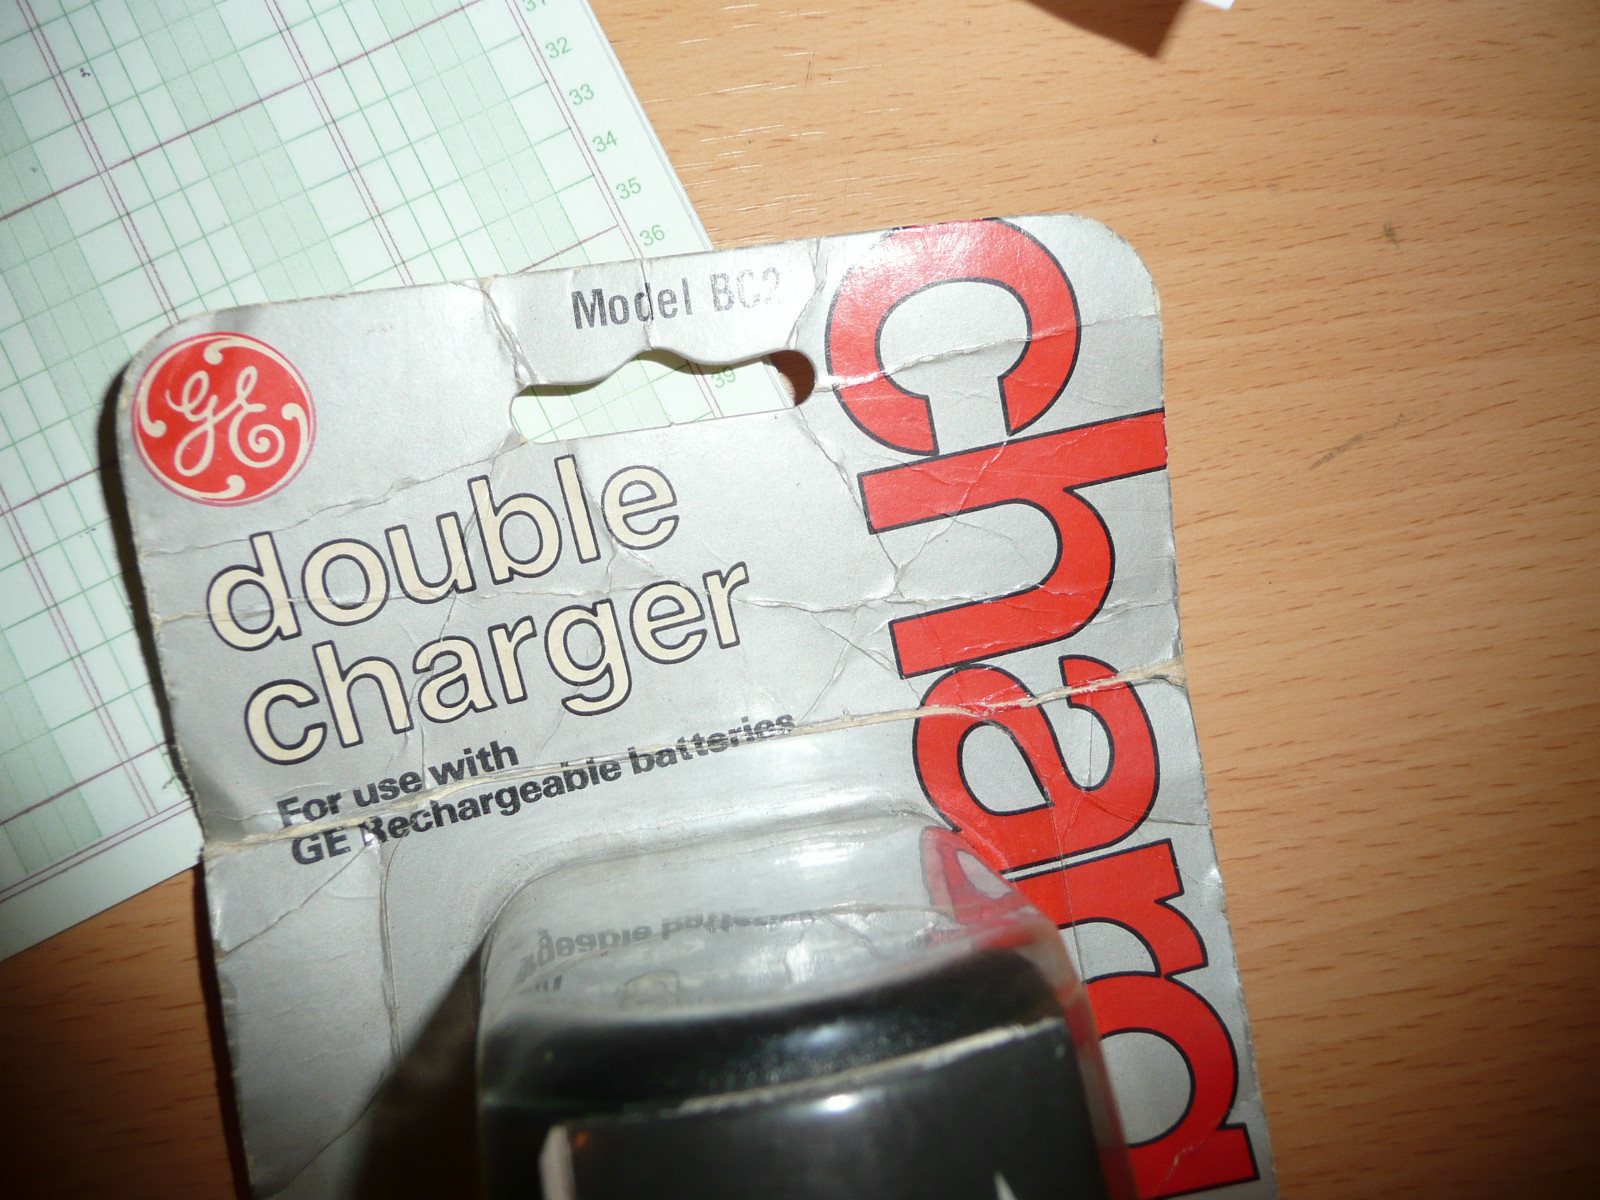 32
33
34
35
36
39
Model BC2
GE
double
charger
For use with
GE Rechargeable batteries
charg